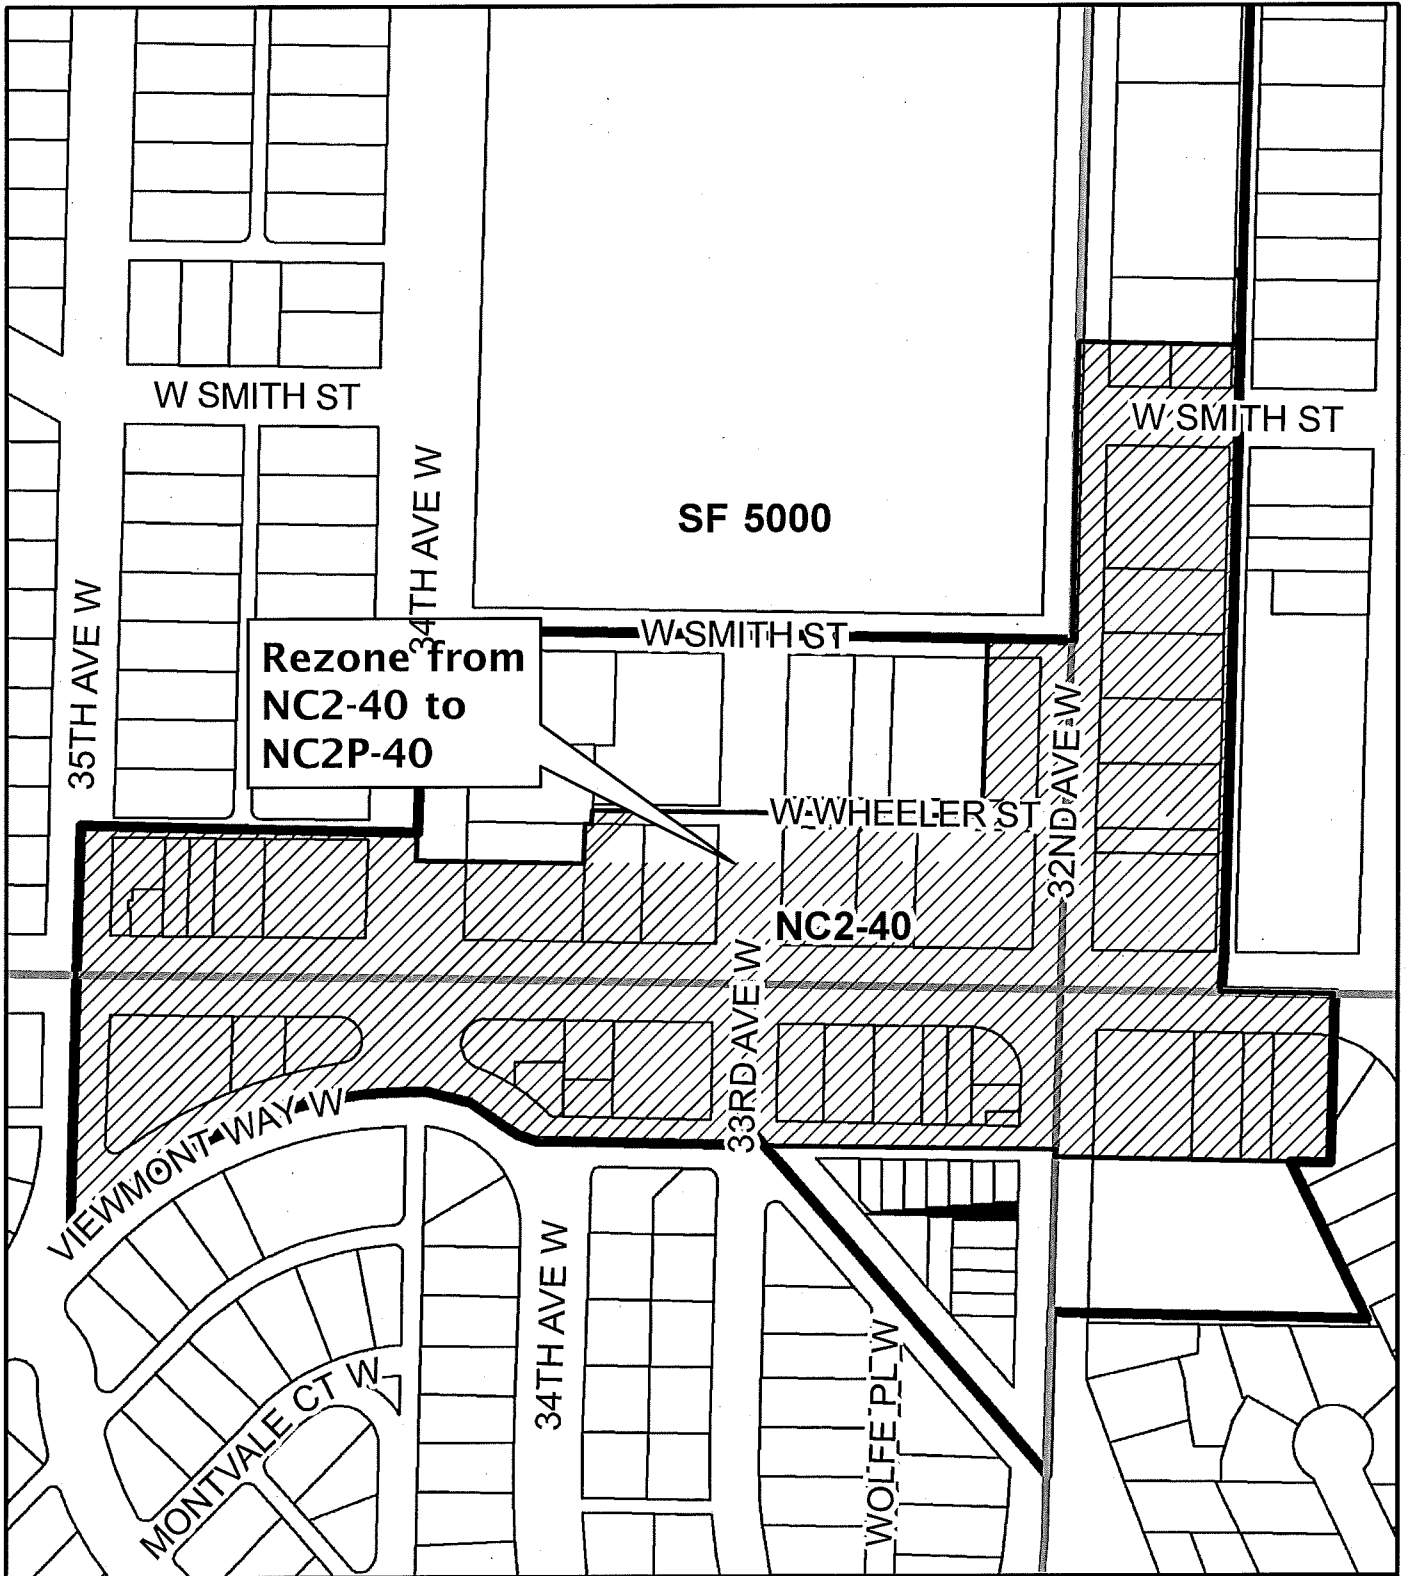 W SMITH ST
W SMITH ST
34TH AVE W
SF 5000
35TH AVE W
W SMITH ST
Rezone from
NC2-40 to
NC2P-40
32ND AVE W
W WHEELER ST
NC2-40
33RD AVE W
VIEWMONT WAY W
34TH AVE W
WOLFE PL W
MONTVALE CT W